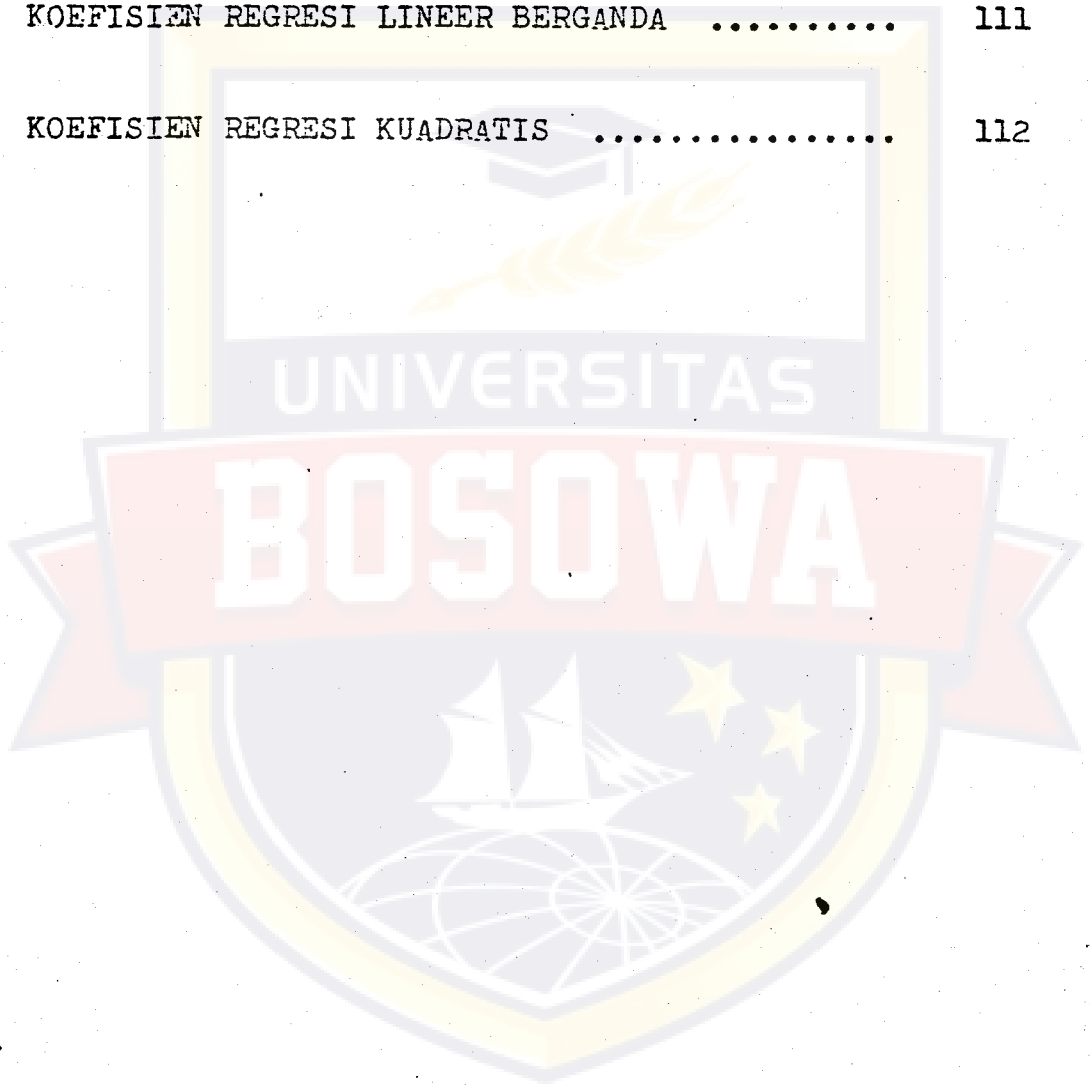 KOEFISIEN REGRESI LINEER BERGANDA .......... 111
KOEFISIEN REGRESI KUADRATIS ................ 112
UNIVERSITAS
BOSOWA